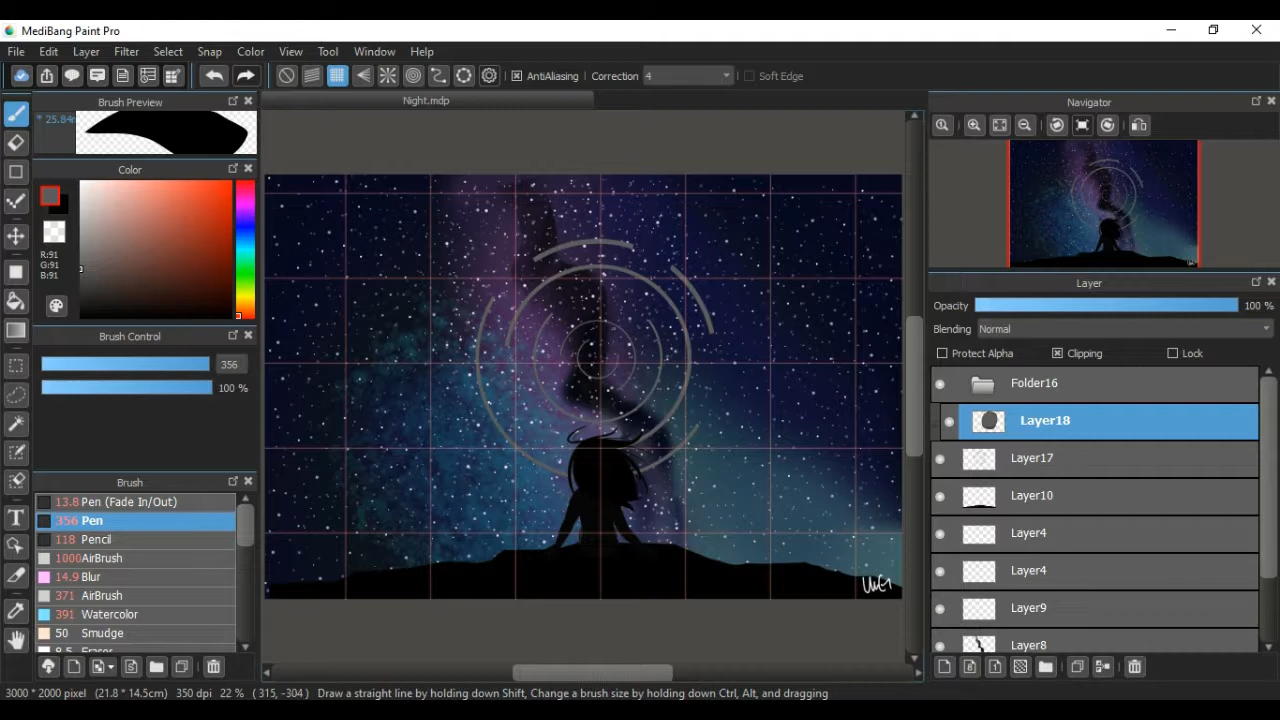 MediBang Paint Pro
File Edit Layer Filter Select Snap Color View Tool Window Help
AntiAliasing Correction 4 Soft Edge
Brush Preview
25.84
Color
R:91
G:91
B:91
Brush Control
356
100 %
Brush
13.8 Pen (Fade In/Out)
356 Pen
118 Pencil
1000 AirBrush
14.9 Blur
371 AirBrush
391 Watercolor
50 Smudge
Night.mdp
Navigator
Layer
Opacity 100 %
Blending Normal
Protect Alpha Clipping Lock
Folder16
Layer18
Layer17
Layer10
Layer4
Layer4
Layer9
Layer8
3000 * 2000 pixel (21.8 * 14.5cm) 350 dpi 22 % ( 315, -304 ) Draw a straight line by holding down Shift, Change a brush size by holding down Ctrl, Alt, and dragging